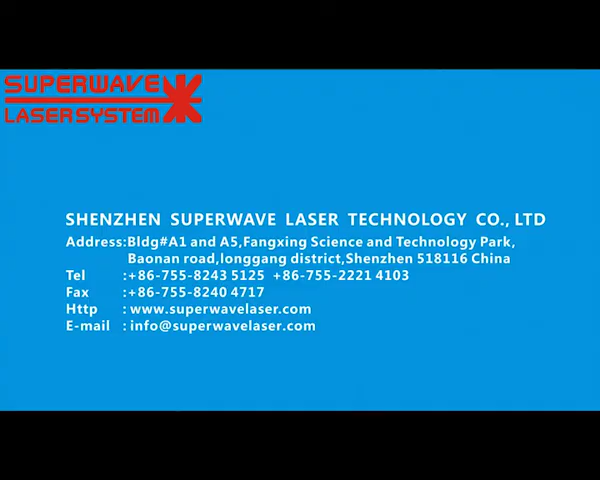 SUPERWAVE
LASER SYSTEM
SHENZHEN SUPERWAVE LASER TECHNOLOGY CO., LTD
Address:Bldg#A1 and A5,Fangxing Science and Technology Park,
Baonan road,longgang district,Shenzhen 518116 China
Tel :+86-755-8243 5125 +86-755-2221 4103
Fax :+86-755-8240 4717
Http : www.superwavelaser.com
E-mail : info@superwavelaser.com